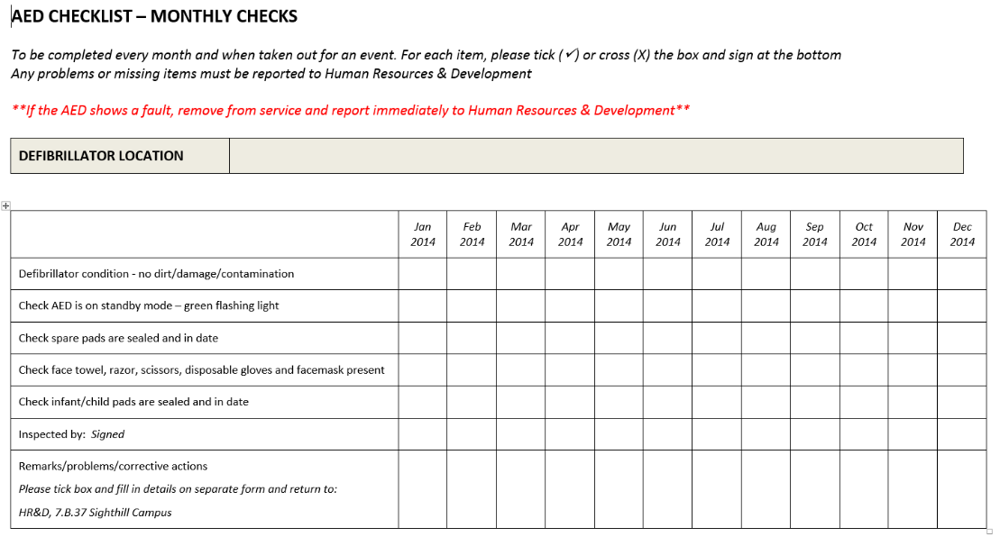 AED CHECKLIST – MONTHLY CHECKS
To be completed every month and when taken out for an event. For each item, please tick (✓) or cross (X) the box and sign at the bottom
Any problems or missing items must be reported to Human Resources & Development
**If the AED shows a fault, remove from service and report immediately to Human Resources & Development**
DEFIBRILLATOR LOCATION
Jan Feb Mar Apr May Jun Jul Aug Sep Oct Nov Dec
2014 2014 2014 2014 2014 2014 2014 2014 2014 2014 2014 2014
Defibrillator condition - no dirt/damage/contamination
Check AED is on standby mode – green flashing light
Check spare pads are sealed and in date
Check face towel, razor, scissors, disposable gloves and facemask present
Check infant/child pads are sealed and in date
Inspected by: Signed
Remarks/problems/corrective actions
Please tick box and fill in details on separate form and return to:
HR&D, 7.B.37 Sighthill Campus